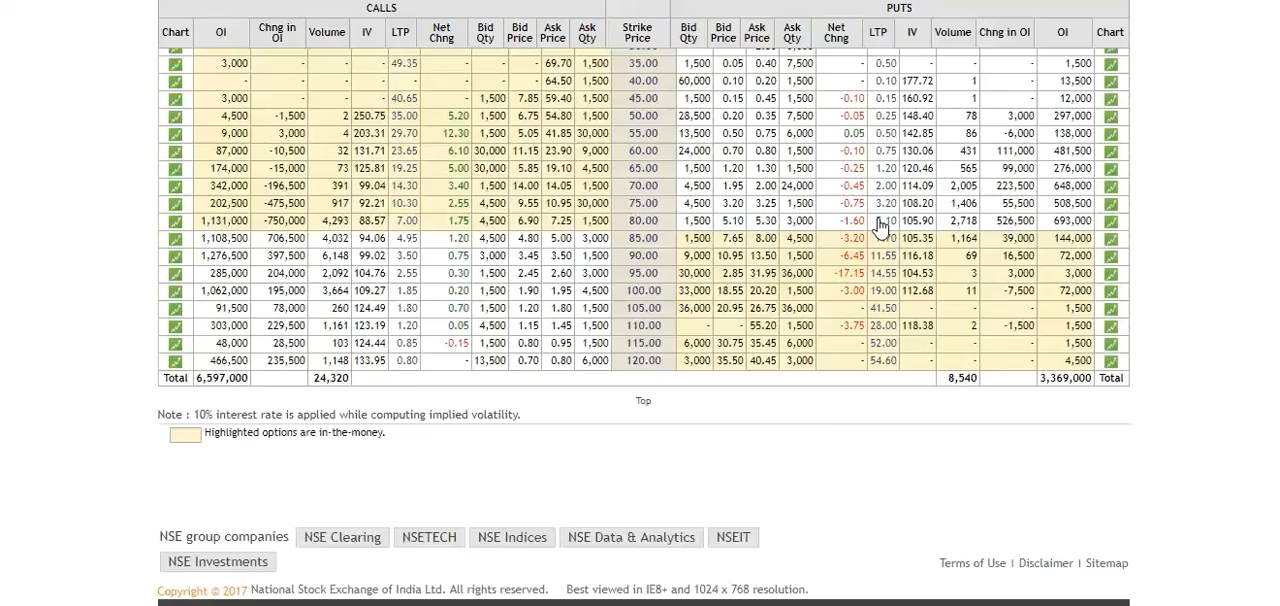 CALLS PUTS
Chart OI Chng in OI Volume IV LTP Net Chng Bid Qty Bid Price Ask Price Ask Qty Strike Price Bid Qty Bid Price Ask Price Ask Qty Net Chng LTP IV Volume Chng in OI OI Chart
3,000 - - - 49.35 - - - 69.70 1,500 35.00 1,500 0.05 0.40 7,500 - 0.50 - - - 1,500
- - - - - - - - 64.50 1,500 40.00 60,000 0.10 0.20 1,500 - 0.10 177.72 1 - 13,500
3,000 - - - 40.65 - 1,500 7.85 59.40 1,500 45.00 1,500 0.15 0.45 1,500 -0.10 0.15 160.92 1 - 12,000
4,500 -1,500 2 250.75 35.00 5.20 1,500 6.75 54.80 1,500 50.00 28,500 0.20 0.35 7,500 -0.05 0.25 148.40 78 3,000 297,000
9,000 3,000 4 203.31 29.70 12.30 1,500 5.05 41.85 30,000 55.00 13,500 0.50 0.75 6,000 0.05 0.50 142.85 86 -6,000 138,000
87,000 -10,500 32 131.71 23.65 6.10 30,000 11.15 23.90 9,000 60.00 24,000 0.70 0.80 1,500 -0.10 0.75 130.06 431 111,000 481,500
174,000 -15,000 73 125.81 19.25 5.00 30,000 5.85 19.10 4,500 65.00 1,500 1.20 1.30 1,500 -0.25 1.20 120.46 565 99,000 276,000
342,000 -196,500 391 99.04 14.30 3.40 1,500 14.00 14.05 1,500 70.00 4,500 1.95 2.00 24,000 -0.45 2.00 114.09 2,005 223,500 648,000
202,500 -475,500 917 92.21 10.30 2.55 4,500 9.55 10.95 30,000 75.00 4,500 3.20 3.25 1,500 -0.75 3.20 108.20 1,406 55,500 508,500
1,131,000 -750,000 4,293 88.57 7.00 1.75 4,500 6.90 7.25 1,500 80.00 1,500 5.10 5.30 3,000 -1.60 105.90 2,718 526,500 693,000
1,108,500 706,500 4,032 94.06 4.95 1.20 4,500 4.80 5.00 3,000 85.00 1,500 7.65 8.00 4,500 -3.20 105.35 1,164 39,000 144,000
1,276,500 397,500 6,148 99.02 3.50 0.75 3,000 3.45 3.50 1,500 90.00 9,000 10.95 13.50 1,500 -6.45 11.55 116.18 69 16,500 72,000
285,000 204,000 2,092 104.76 2.55 0.30 1,500 2.45 2.60 3,000 95.00 30,000 2.85 31.95 36,000 -17.15 14.55 104.53 3 3,000 3,000
1,062,000 195,000 3,664 109.27 1.85 0.20 1,500 1.90 1.95 4,500 100.00 33,000 18.55 20.20 1,500 -3.00 19.00 112.68 11 -7,500 72,000
91,500 78,000 260 124.49 1.80 0.70 1,500 1.20 1.80 1,500 105.00 36,000 20.95 26.75 36,000 - 41.50 - - - 1,500
303,000 229,500 1,161 123.19 1.20 0.05 4,500 1.15 1.45 1,500 110.00 - - 55.20 1,500 -3.75 28.00 118.38 2 -1,500 1,500
48,000 28,500 103 124.44 0.85 -0.15 1,500 0.80 0.95 1,500 115.00 6,000 30.75 35.45 6,000 - 52.00 - - - 1,500
466,500 235,500 1,148 133.95 0.80 - 13,500 0.70 0.80 6,000 120.00 3,000 35.50 40.45 3,000 - 54.60 - - - 4,500
Total 6,597,000 24,320 8,540 3,369,000 Total
Top
Note : 10% interest rate is applied while computing implied volatility.
Highlighted options are in-the-money.
NSE group companies NSE Clearing NSETECH NSE Indices NSE Data & Analytics NSEIT
NSE Investments
Terms of Use I Disclaimer I Sitemap
Copyright © 2017 National Stock Exchange of India Ltd. All rights reserved. Best viewed in IE8+ and 1024 x 768 resolution.